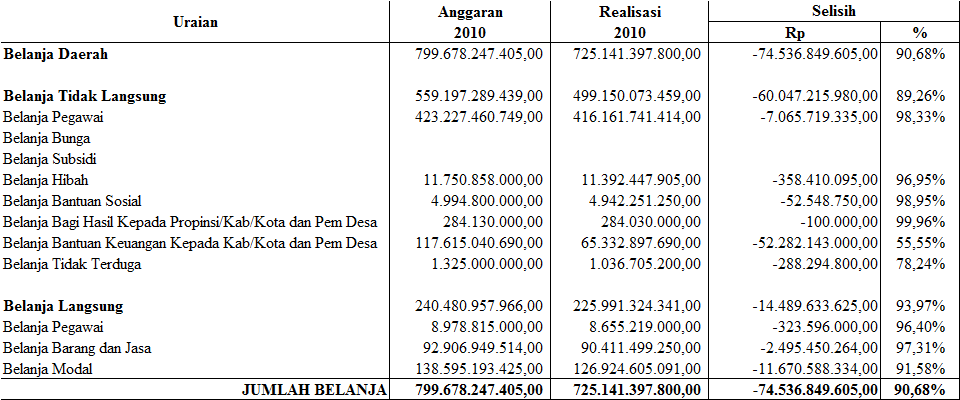 Uraian Anggaran 2010 Realisasi 2010 Selisih
Rp %
Belanja Daerah 799.678.247.405,00 725.141.397.800,00 -74.536.849.605,00 90,68%
Belanja Tidak Langsung 559.197.289.439,00 499.150.073.459,00 -60.047.215.980,00 89,26%
Belanja Pegawai 423.227.460.749,00 416.161.741.414,00 -7.065.719.335,00 98,33%
Belanja Bunga
Belanja Subsidi
Belanja Hibah 11.750.858.000,00 11.392.447.905,00 -358.410.095,00 96,95%
Belanja Bantuan Sosial 4.994.800.000,00 4.942.251.250,00 -52.548.750,00 98,95%
Belanja Bagi Hasil Kepada Propinsi/Kab/Kota dan Pem Desa 284.130.000,00 284.030.000,00 -100.000,00 99,96%
Belanja Bantuan Keuangan Kepada Kab/Kota dan Pem Desa 117.615.040.690,00 65.332.897.690,00 -52.282.143.000,00 55,55%
Belanja Tidak Terduga 1.325.000.000,00 1.036.705.200,00 -288.294.800,00 78,24%
Belanja Langsung 240.480.957.966,00 225.991.324.341,00 -14.489.633.625,00 93,97%
Belanja Pegawai 8.978.815.000,00 8.655.219.000,00 -323.596.000,00 96,40%
Belanja Barang dan Jasa 92.906.949.514,00 90.411.499.250,00 -2.495.450.264,00 97,31%
Belanja Modal 138.595.193.425,00 126.924.605.091,00 -11.670.588.334,00 91,58%
JUMLAH BELANJA 799.678.247.405,00 725.141.397.800,00 -74.536.849.605,00 90,68%